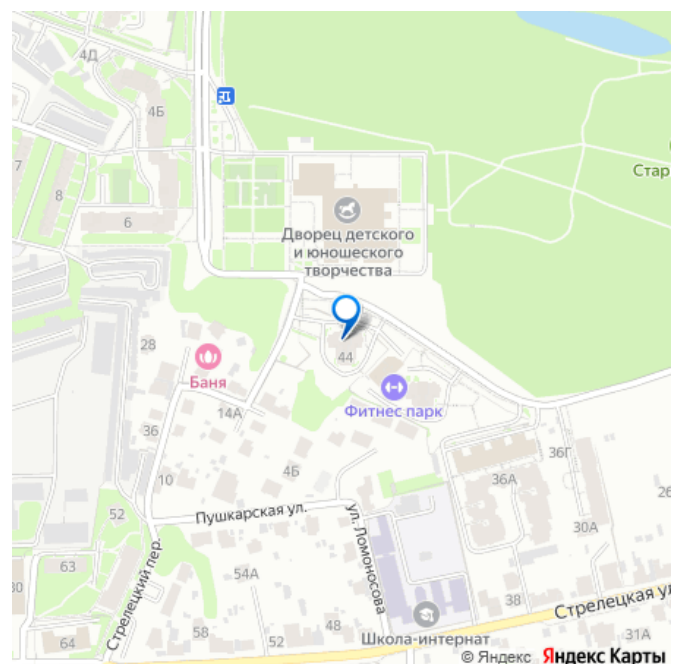 4Д
4Б
7
8
6
Стар
Дворец детского
и юношеского
творчества
28
44
Баня
14А
Фитнес парк
36
10
4Б
36Г
36А
26
52
Пушкарская ул.
30А
ул. Ломоносова
63
Стрелецкий пер.
54А
30
38
Стрелецкая ул
58
52
48
64
Школа-интернат
31А
© Яндекс Яндекс Карты